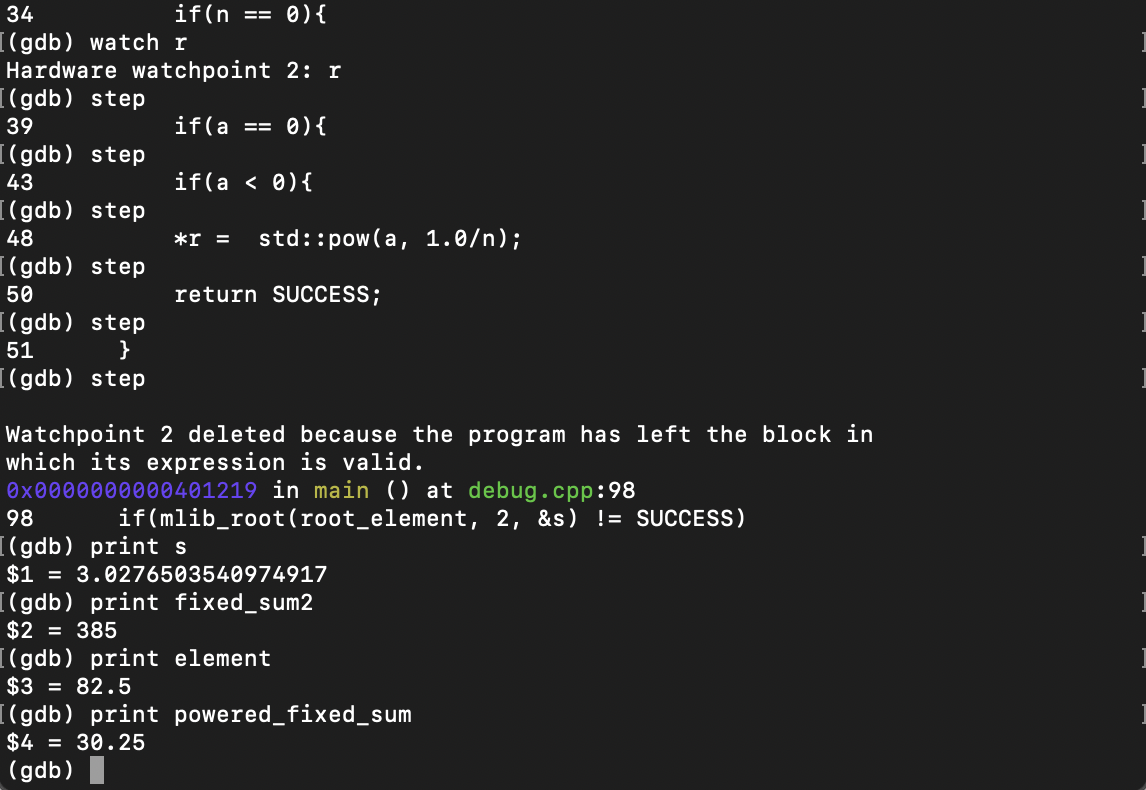 34          if(n == 0){
[(gdb) watch r ]
Hardware watchpoint 2: r
[(gdb) step ]
39          if(a == 0){
[(gdb) step ]
43          if(a < 0){
[(gdb) step ]
48          *r =  std::pow(a, 1.0/n);
[(gdb) step ]
50          return SUCCESS;
[(gdb) step ]
51      }
[(gdb) step ]
Watchpoint 2 deleted because the program has left the block in
which its expression is valid.
0x0000000000401219 in main () at debug.cpp:98
98      if(mlib_root(root_element, 2, &s) != SUCCESS)
[(gdb) print s ]
$1 = 3.0276503540974917
[(gdb) print fixed_sum2 ]
$2 = 385
[(gdb) print element ]
$3 = 82.5
[(gdb) print powered_fixed_sum ]
$4 = 30.25
(gdb)